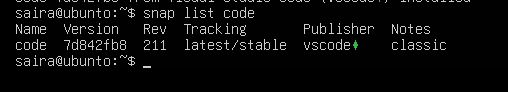 saira@ubunto:~$ snap list code
Name Version Rev Tracking Publisher Notes
code 7d842fb8 211 latest/stable vscode♦ classic
saira@ubunto:~$ _